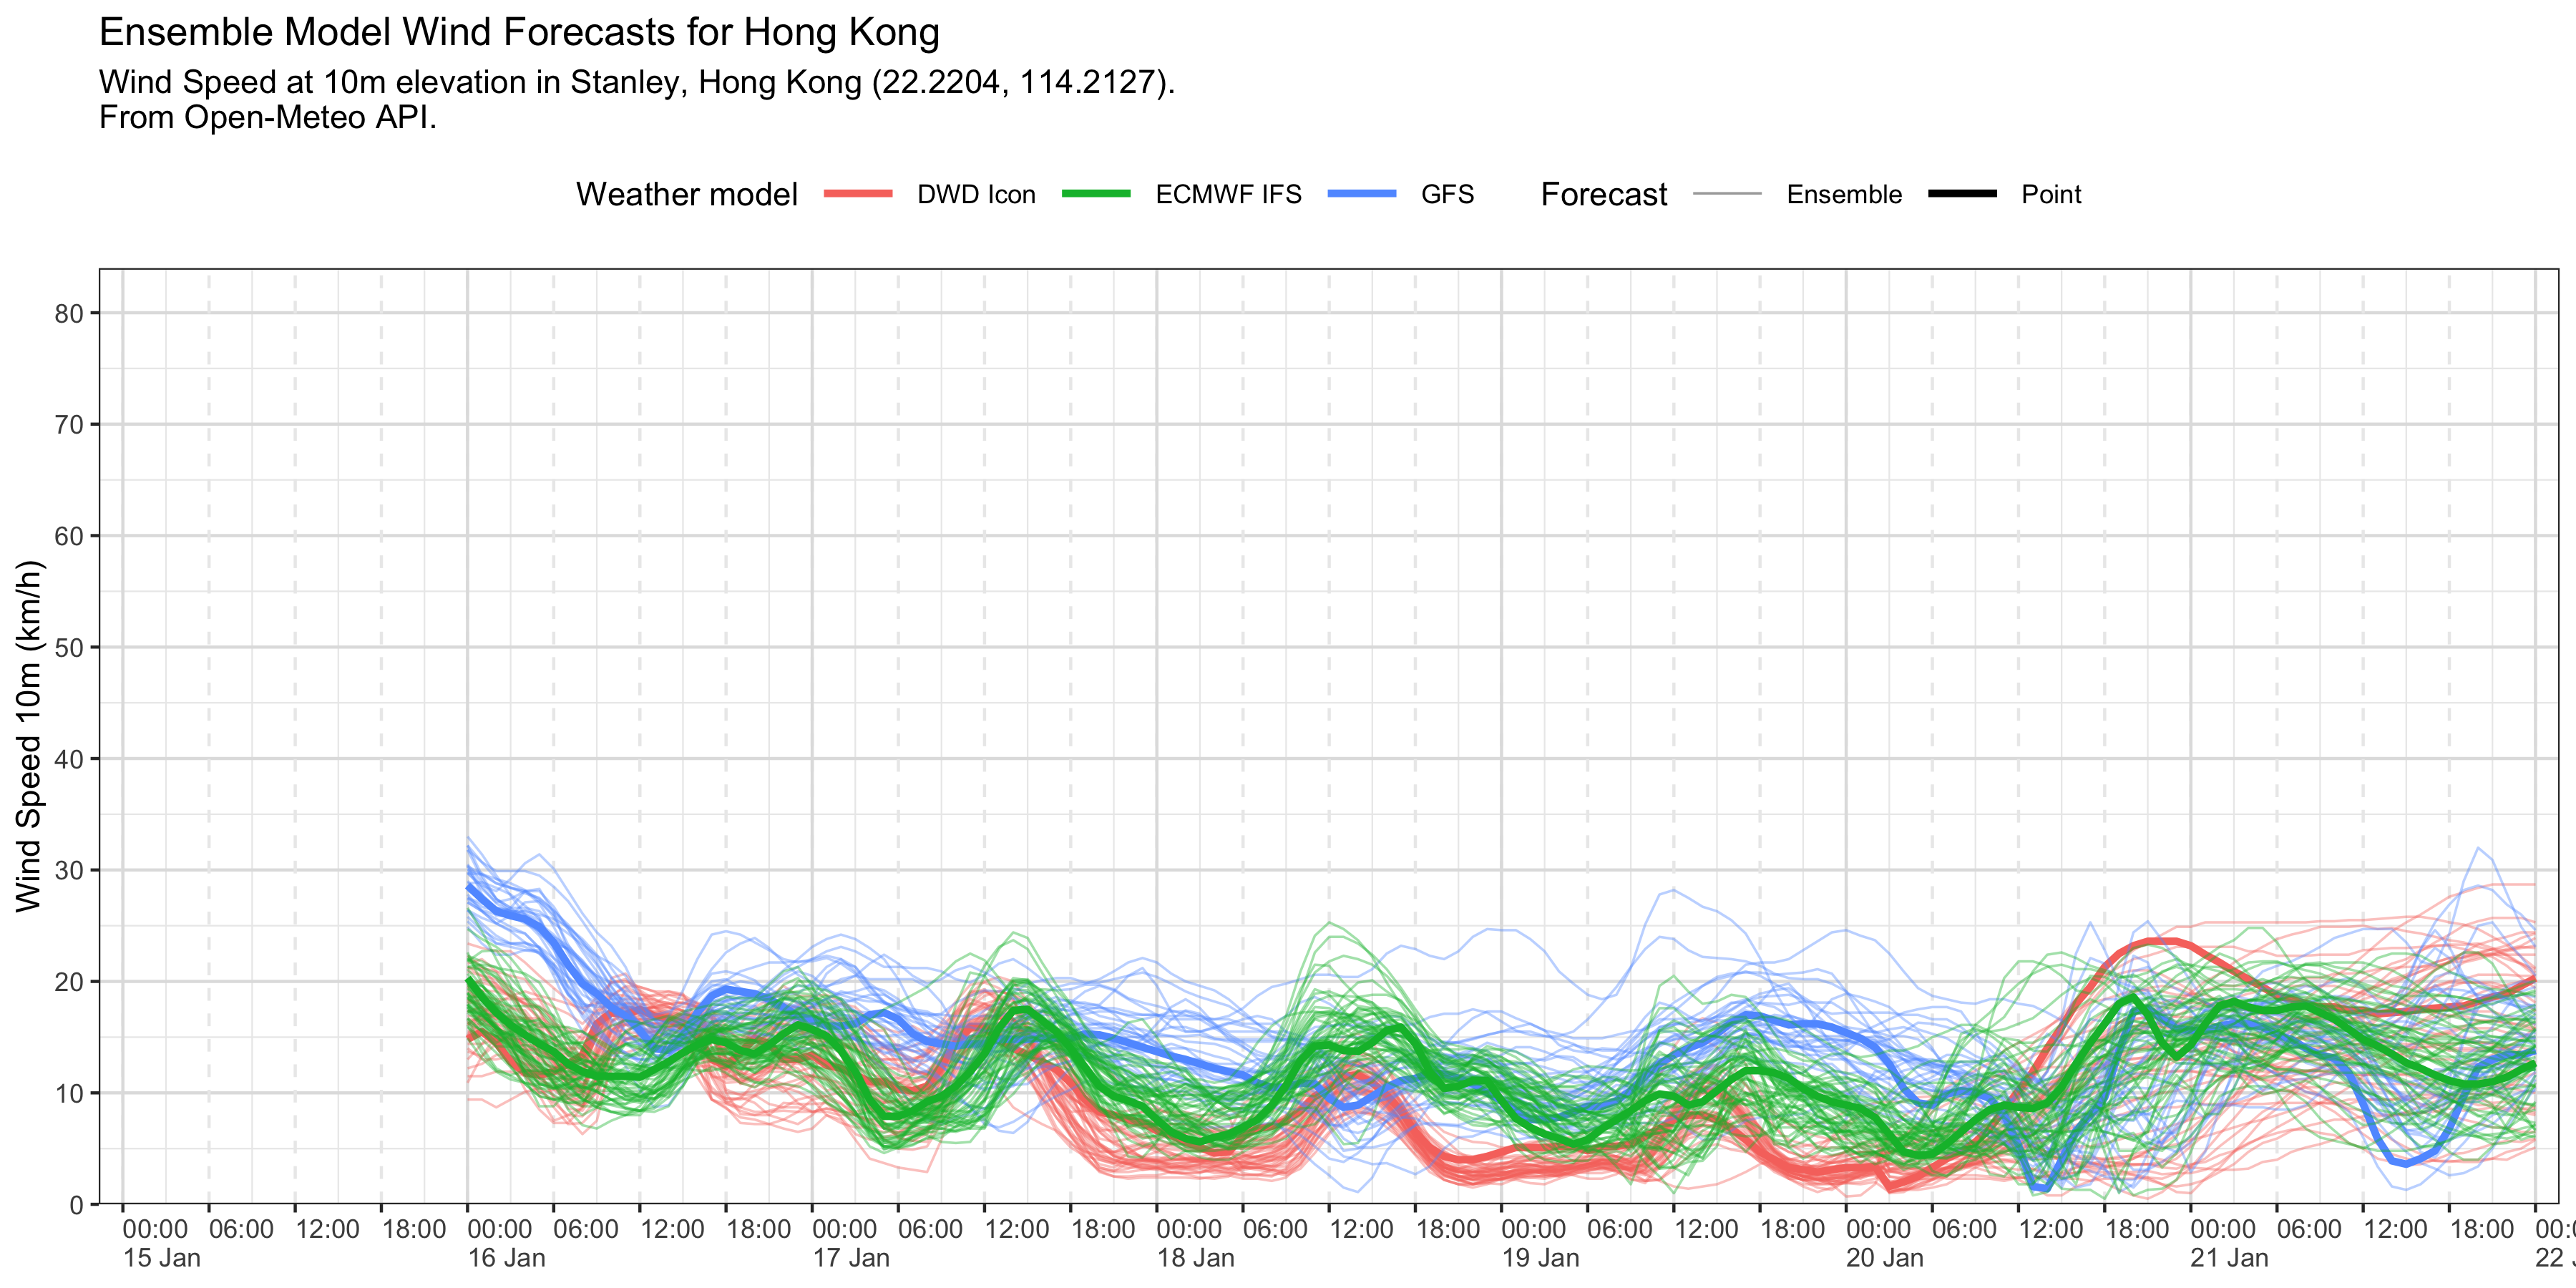 Ensemble Model Wind Forecasts for Hong Kong
Wind Speed at 10m elevation in Stanley, Hong Kong (22.2204, 114.2127).
From Open-Meteo API.
Weather model DWD Icon ECMWF IFS GFS Forecast Ensemble Point
Wind Speed 10m (km/h)
80
70
60
50
40
30
20
10
0
00:00 06:00 12:00 18:00 00:00 06:00 12:00 18:00 00:00 06:00 12:00 18:00 00:00 06:00 12:00 18:00 00:00 06:00 12:00 18:00 00:00 06:00 12:00 18:00 00:00 06:00 12:00 18:00
15 Jan 16 Jan 17 Jan 18 Jan 19 Jan 20 Jan 21 Jan 22